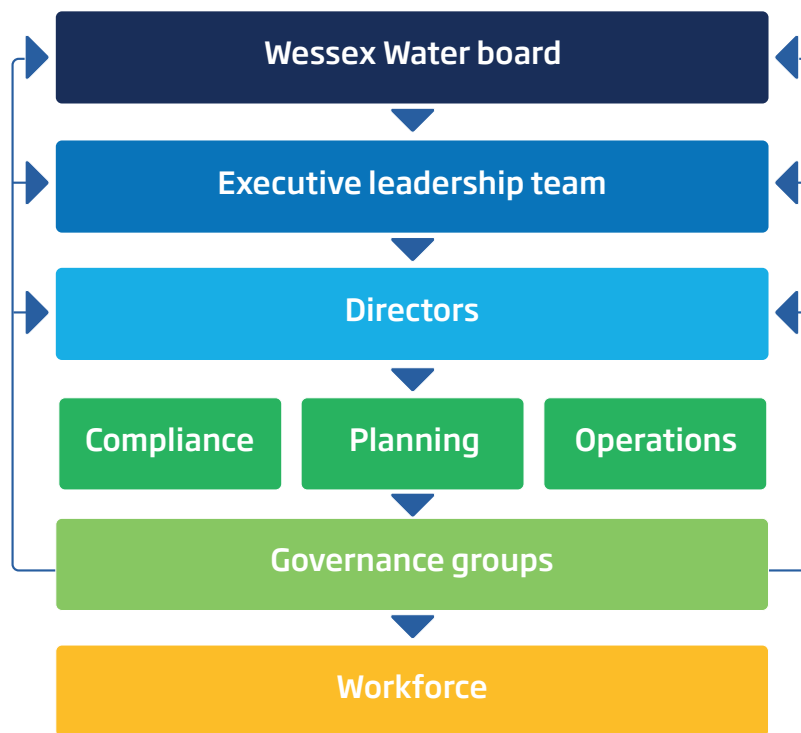 Wessex Water board
Executive leadership team
Directors
Compliance
Planning
Operations
Governance groups
Workforce